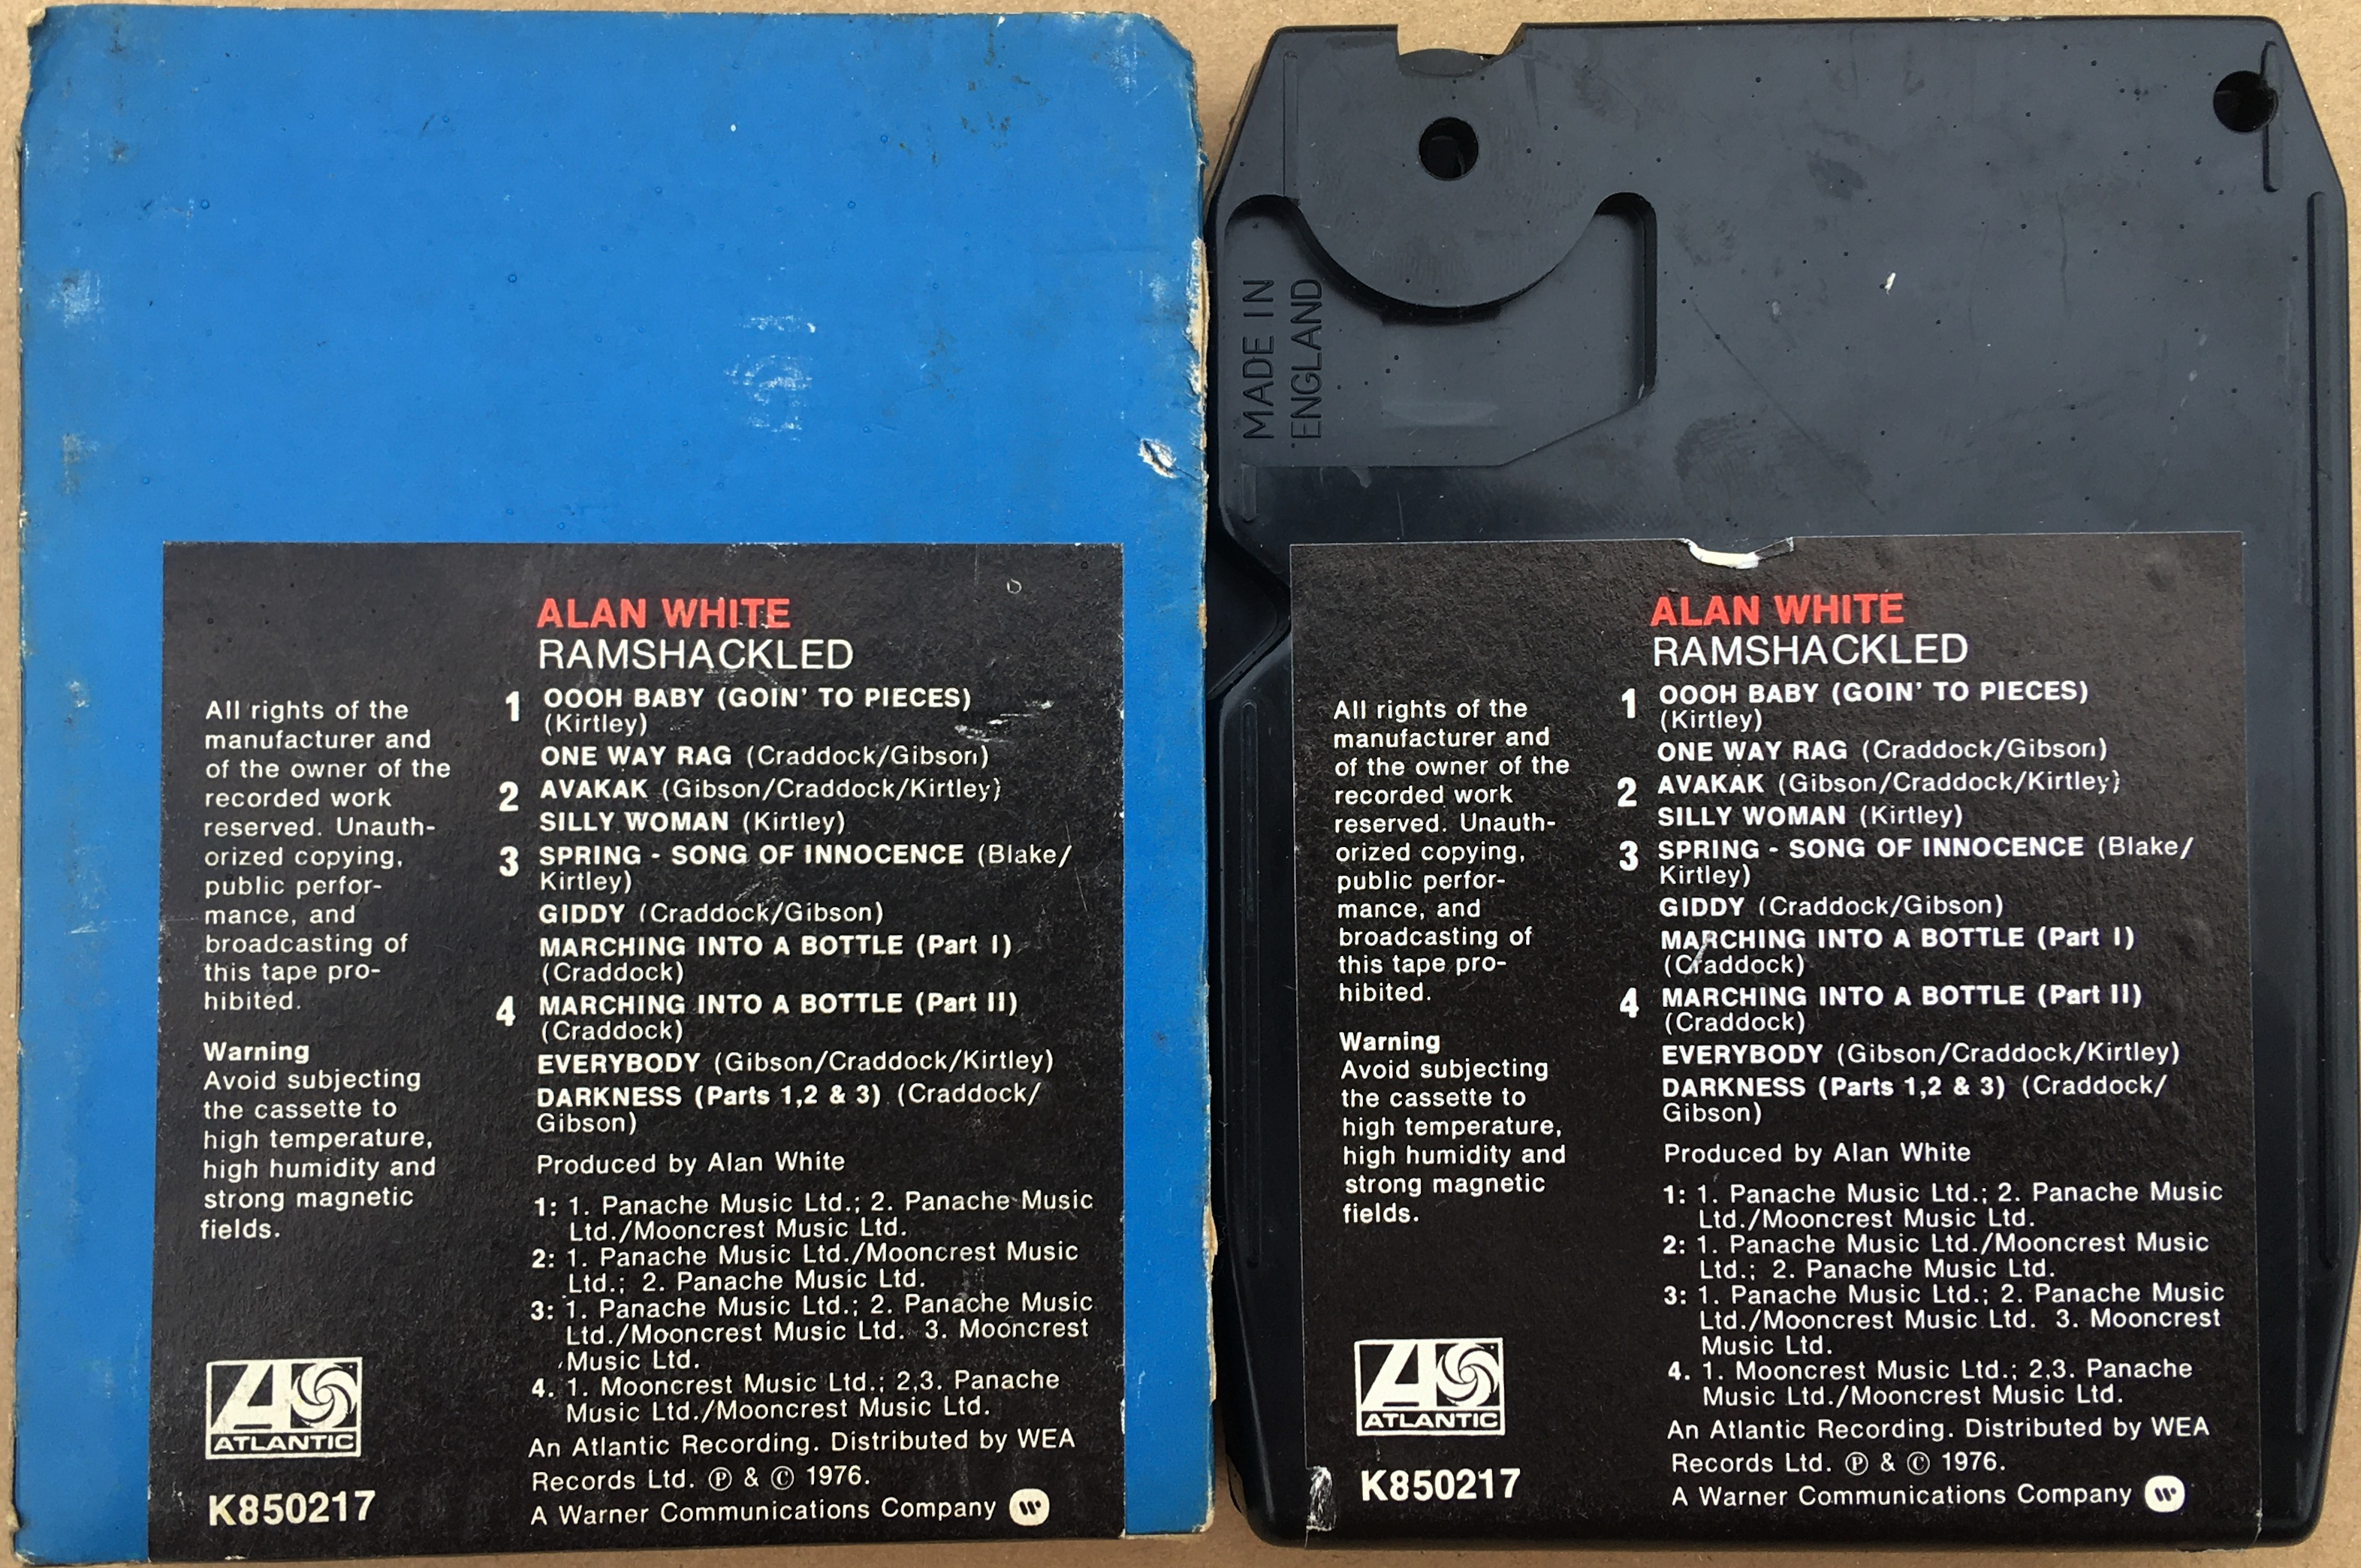 All rights of the
manufacturer and
of the owner of the
recorded work
reserved. Unauth-
orized copying,
public perfor-
mance, and
broadcasting of
this tape pro-
hibited.
Warning
Avoid subjecting
the cassette to
high temperature,
high humidity and
strong magnetic
fields.
ATLANTIC
K850217
ALAN WHITE
RAMSHACKLED
1 OOOH BABY (GOIN' TO PIECES)
(Kirtley)
ONE WAY RAG (Craddock/Gibson)
2 AVAKAK (Gibson/Craddock/Kirtley)
SILLY WOMAN (Kirtley)
3 SPRING - SONG OF INNOCENCE (Blake/
Kirtley)
GIDDY (Craddock/Gibson)
MARCHING INTO A BOTTLE (Part I)
(Craddock)
4 MARCHING INTO A BOTTLE (Part II)
(Craddock)
EVERYBODY (Gibson/Craddock/Kirtley)
DARKNESS (Parts 1,2 & 3) (Craddock/
Gibson)
Produced by Alan White
1: 1. Panache Music Ltd.; 2. Panache Music
Ltd./Mooncrest Music Ltd.
2: 1. Panache Music Ltd./Mooncrest Music
Ltd.; 2. Panache Music Ltd.
3: 1. Panache Music Ltd.; 2. Panache Music
Ltd./Mooncrest Music Ltd. 3. Mooncrest
Music Ltd.
4. 1. Mooncrest Music Ltd.; 2,3. Panache
Music Ltd./Mooncrest Music Ltd.
An Atlantic Recording. Distributed by WEA
Records Ltd. Ⓟ & © 1976.
A Warner Communications Company
MADE IN
ENGLAND
All rights of the
manufacturer and
of the owner of the
recorded work
reserved. Unauth-
orized copying,
public perfor-
mance, and
broadcasting of
this tape pro-
hibited.
Warning
Avoid subjecting
the cassette to
high temperature,
high humidity and
strong magnetic
fields.
ATLANTIC
K850217
ALAN WHITE
RAMSHACKLED
1 OOOH BABY (GOIN' TO PIECES)
(Kirtley)
ONE WAY RAG (Craddock/Gibson)
2 AVAKAK (Gibson/Craddock/Kirtley)
SILLY WOMAN (Kirtley)
3 SPRING - SONG OF INNOCENCE (Blake/
Kirtley)
GIDDY (Craddock/Gibson)
MARCHING INTO A BOTTLE (Part I)
(Craddock)
4 MARCHING INTO A BOTTLE (Part II)
(Craddock)
EVERYBODY (Gibson/Craddock/Kirtley)
DARKNESS (Parts 1,2 & 3) (Craddock/
Gibson)
Produced by Alan White
1: 1. Panache Music Ltd.; 2. Panache Music
Ltd./Mooncrest Music Ltd.
2: 1. Panache Music Ltd./Mooncrest Music
Ltd.; 2. Panache Music Ltd.
3: 1. Panache Music Ltd.; 2. Panache Music
Ltd./Mooncrest Music Ltd. 3. Mooncrest
Music Ltd.
4. 1. Mooncrest Music Ltd.; 2,3. Panache
Music Ltd./Mooncrest Music Ltd.
An Atlantic Recording. Distributed by WEA
Records Ltd. Ⓟ & © 1976.
A Warner Communications Company